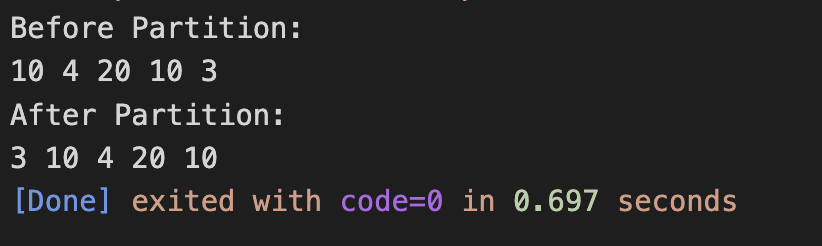 Before Partition:
10 4 20 10 3
After Partition:
3 10 4 20 10
[Done] exited with code=0 in 0.697 seconds